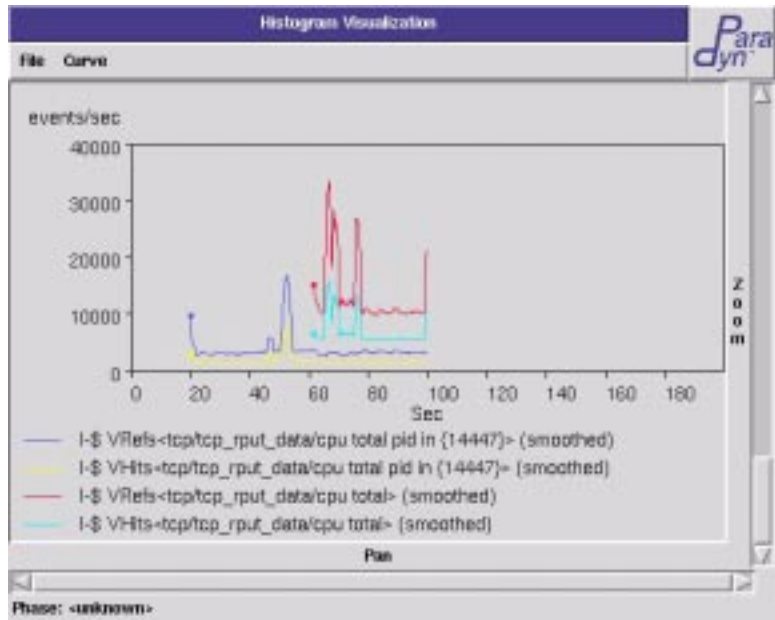 Histogram Visualization
Paradyn
File Curve
events/sec
40000
30000
20000
10000
0
0 20 40 60 80 100 120 140 160 180
Sec
Zoom
I-$ VRefs<tcp/tcp_rput_data/cpu total pid in {14447}> (smoothed)
I-$ VHits<tcp/tcp_rput_data/cpu total pid in {14447}> (smoothed)
I-$ VRefs<tcp/tcp_rput_data/cpu total> (smoothed)
I-$ VHits<tcp/tcp_rput_data/cpu total> (smoothed)
Pan
Phase: <unknown>